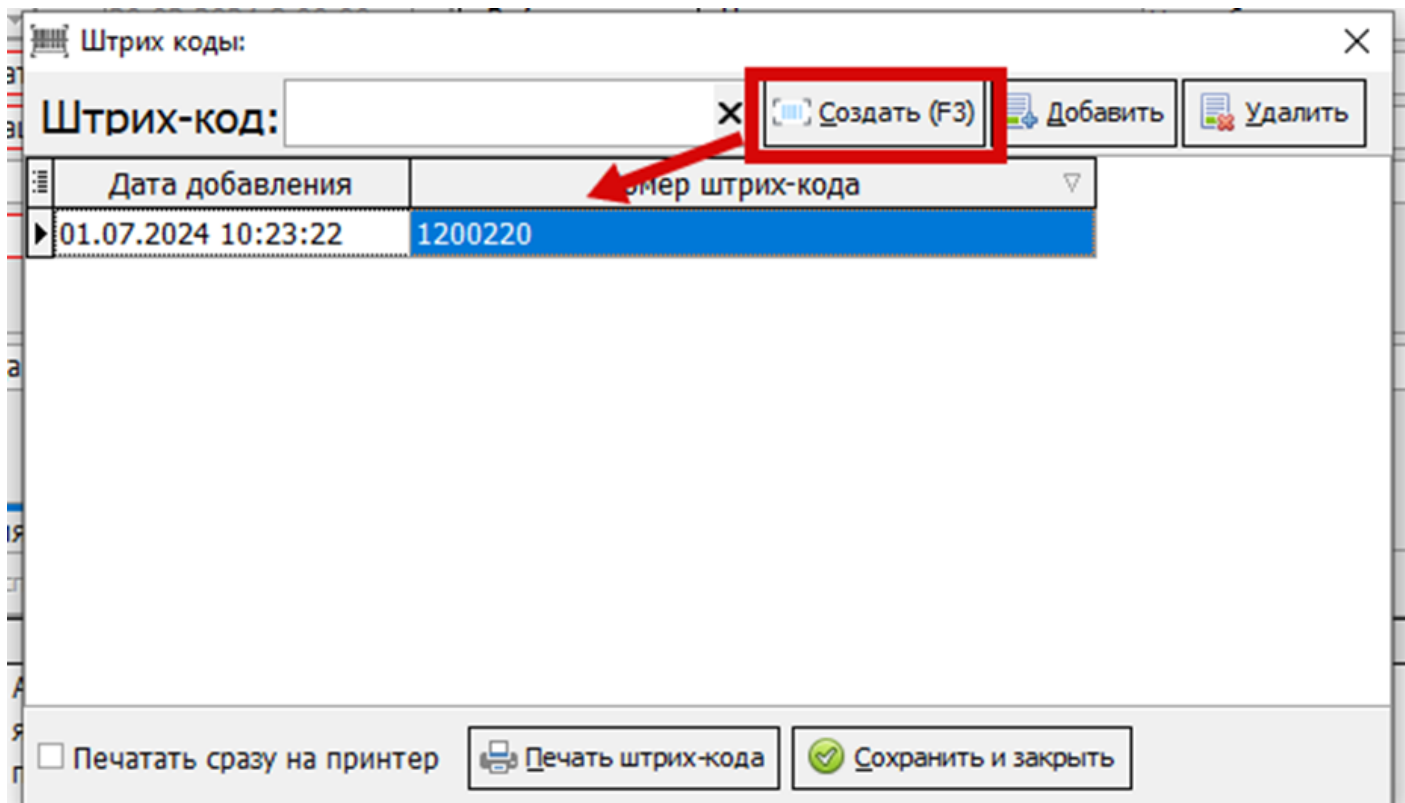 Штрих коды:
Штрих-код: Создать (F3) Добавить Удалить
Дата добавления штрих-кода
01.07.2024 10:23:22 1200220
Печатать сразу на принтер Печать штрих-кода Сохранить и закрыть